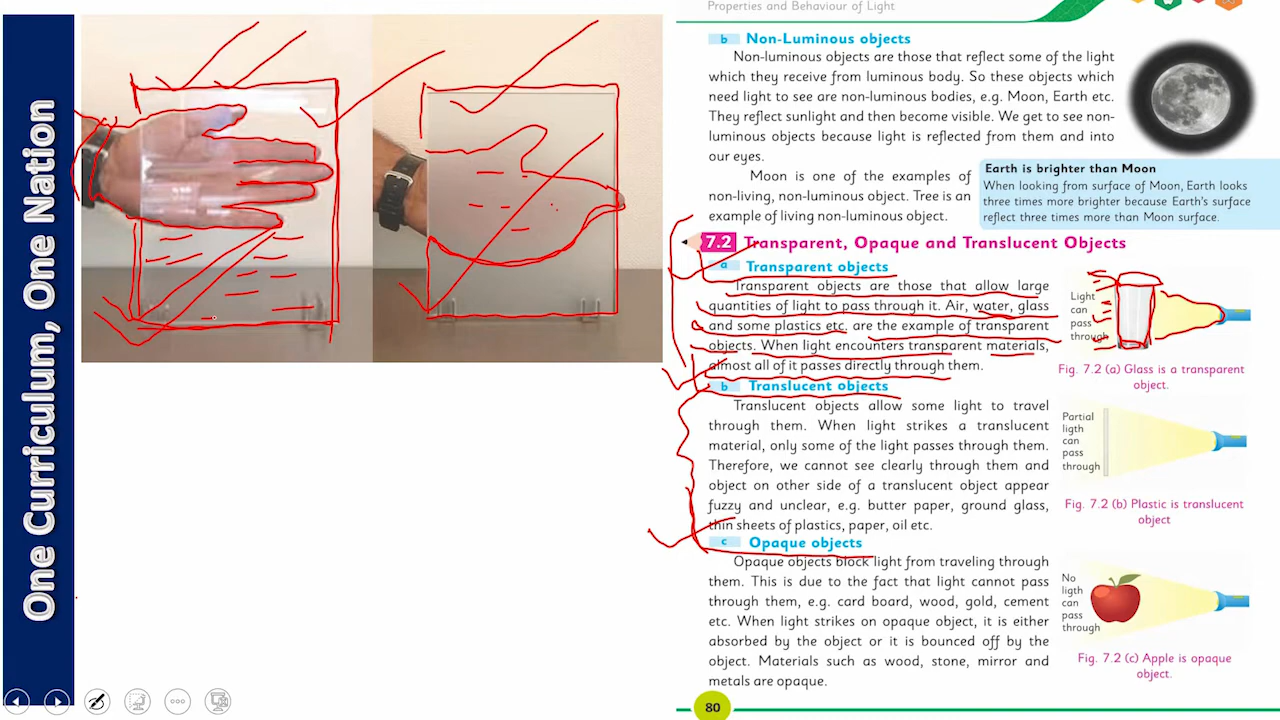 One Curriculum, One Nation
Properties and Behaviour of Light
b Non-Luminous objects
Non-luminous objects are those that reflect some of the light
which they receive from luminous body. So these objects which
need light to see are non-luminous bodies, e.g. Moon, Earth etc.
They reflect sunlight and then become visible. We get to see non-
luminous objects because light is reflected from them and into
our eyes.
Moon is one of the examples of
non-living, non-luminous object. Tree is an
example of living non-luminous object.
Earth is brighter than Moon
When looking from surface of Moon, Earth looks
three times more brighter because Earth's surface
reflect three times more than Moon surface.
7.2 Transparent, Opaque and Translucent Objects
a Transparent objects
Transparent objects are those that allow large
quantities of light to pass through it. Air, water, glass
and some plastics etc. are the example of transparent
objects. When light encounters transparent materials,
almost all of it passes directly through them.
Light
can
pass
through
Fig. 7.2 (a) Glass is a transparent
object.
b Translucent objects
Translucent objects allow some light to travel
through them. When light strikes a translucent
material, only some of the light passes through them.
Therefore, we cannot see clearly through them and
object on other side of a translucent object appear
fuzzy and unclear, e.g. butter paper, ground glass,
thin sheets of plastics, paper, oil etc.
Partial
ligth
can
pass
through
Fig. 7.2 (b) Plastic is translucent
object
c Opaque objects
Opaque objects block light from traveling through
them. This is due to the fact that light cannot pass
through them, e.g. card board, wood, gold, cement
etc. When light strikes on opaque object, it is either
absorbed by the object or it is bounced off by the
object. Materials such as wood, stone, mirror and
metals are opaque.
No
ligth
can
pass
through
Fig. 7.2 (c) Apple is opaque
object.
80